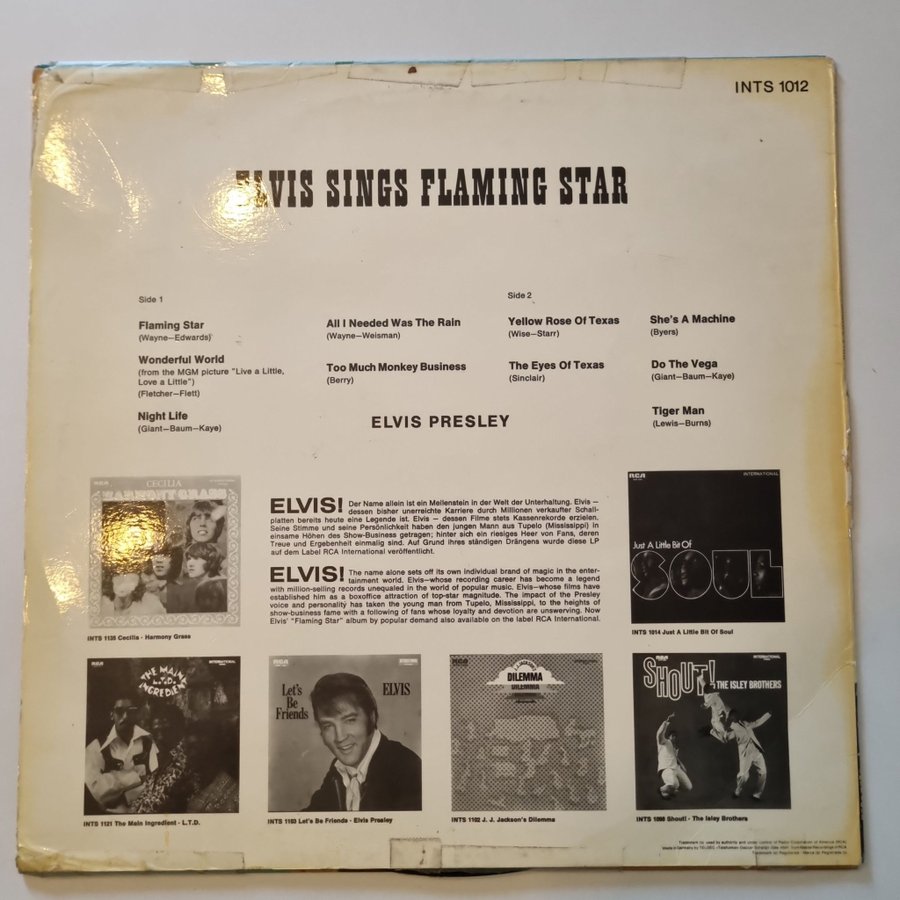 INTS 1012
ELVIS SINGS FLAMING STAR
Side 1
Flaming Star
(Wayne—Edwards)
Wonderful World
(from the MGM picture "Live a Little,
Love a Little")
(Fletcher—Flett)
Night Life
(Giant—Baum—Kaye)
All I Needed Was The Rain
(Wayne—Weisman)
Too Much Monkey Business
(Berry)
Side 2
Yellow Rose Of Texas
(Wise—Starr)
The Eyes Of Texas
(Sinclair)
She's A Machine
(Byers)
Do The Vega
(Giant—Baum—Kaye)
Tiger Man
(Lewis—Burns)
ELVIS PRESLEY
ELVIS! Der Name allein ist ein Meilenstein in der Welt der Unterhaltung. Elvis —
dessen bisher unerreichte Karriere durch Millionen verkaufter Schall-
platten bereits heute eine Legende ist. Elvis — dessen Filme stets Kassenrekorde erzielen.
Seine Stimme und seine Persönlichkeit haben den jungen Mann aus Tupelo (Mississippi) in
einsame Höhen des Show-Business getragen; hinter sich ein riesiges Heer von Fans, deren
Treue und Ergebenheit einmalig sind. Auf Grund ihres ständigen Drängens wurde diese LP
auf dem Label RCA International veröffentlicht.
ELVIS! The name alone sets off its own individual brand of magic in the enter-
tainment world. Elvis—whose recording career has become a legend
with million-selling records unequaled in the world of popular music. Elvis—whose films have
established him as a boxoffice attraction of top-star magnitude. The impact of the Presley
voice and personality has taken the young man from Tupelo, Mississippi, to the heights of
show-business fame with a following of fans whose loyalty and devotion are unswerving. Now
Elvis' "Flaming Star" album by popular demand also available on the label RCA International.
RCA
CECILIA
HARMONY GRASS
INTS 1135 Cecilia - Harmony Grass
RCA
INTERNATIONAL
Just A Little Bit Of
SOUL
INTS 1014 Just A Little Bit Of Soul
RCA
INTERNATIONAL
THE MAIN
INGREDIENT
L.T.D.
INTS 1121 The Main Ingredient - L.T.D.
RCA
Let's
Be
Friends
ELVIS
INTS 1103 Let's Be Friends - Elvis Presley
RCA
J.J. JACKSON'S
DILEMMA
DILEMMA
INTS 1102 J. J. Jackson's Dilemma
RCA
INTERNATIONAL
SHOUT!
THE ISLEY BROTHERS
INTS 1098 Shout! - The Isley Brothers